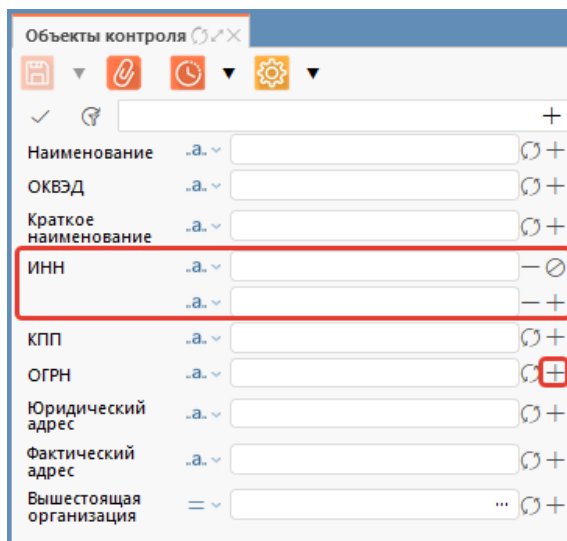 Объекты контроля
Наименование .a.
ОКВЭД .a.
Краткое
наименование .a.
ИНН .a.
.a.
КПП .a.
ОГРН .a.
Юридический
адрес .a.
Фактический
адрес .a.
Вышестоящая
организация = ...